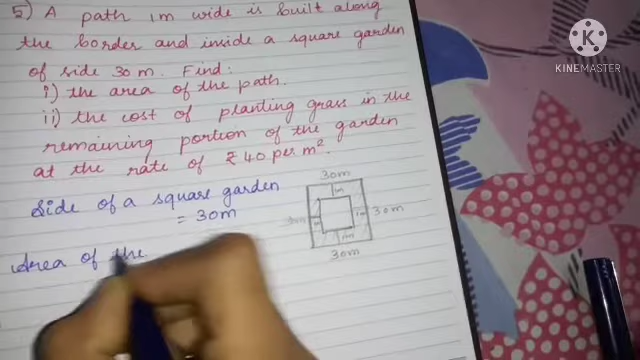 5) A path 1m wide is built along
the border and inside a square garden
of side 30 m. Find:
i) the area of the path.
ii) the cost of planting grass in the
remaining portion of the garden
at the rate of ₹ 40 per m²
Side of a square garden
= 30m
Area of the
30m
1m
30m
1m
1m
30m
1m
30m
K
KINEMASTER